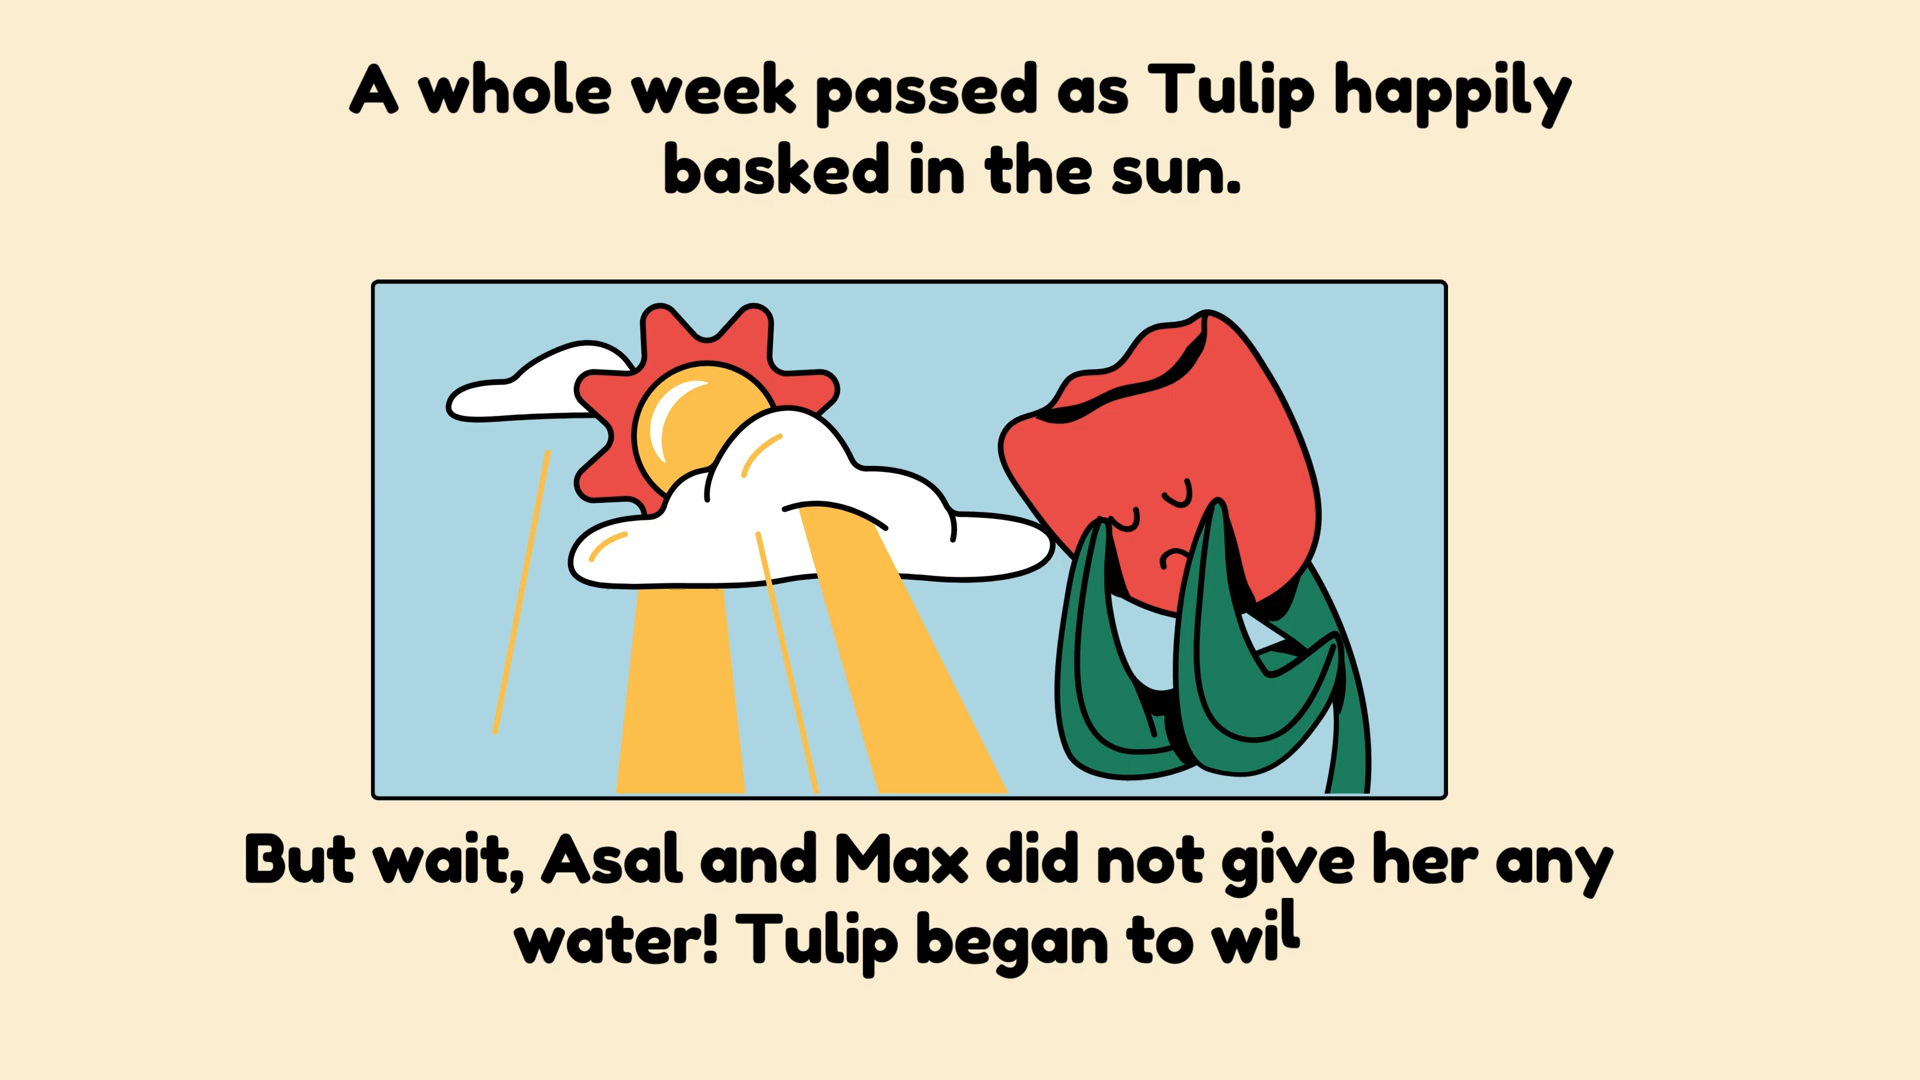 A whole week passed as Tulip happily
basked in the sun.
But wait, Asal and Max did not give her any
water! Tulip began to wil